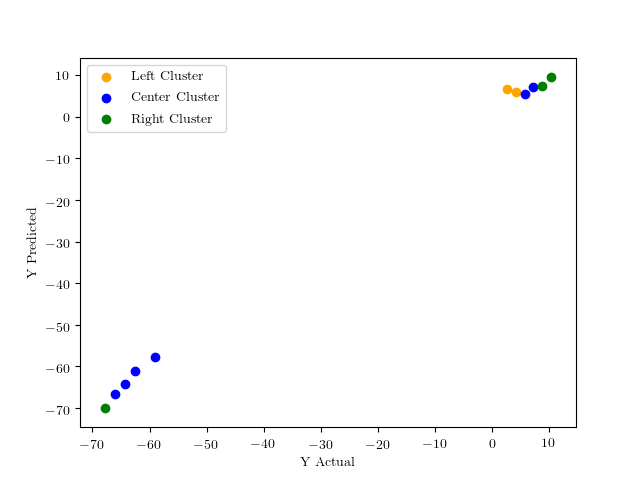 Left Cluster
Center Cluster
Right Cluster
10
0
−10
−20
−30
−40
−50
−60
−70
Y Predicted
−70 −60 −50 −40 −30 −20 −10 0 10
Y Actual